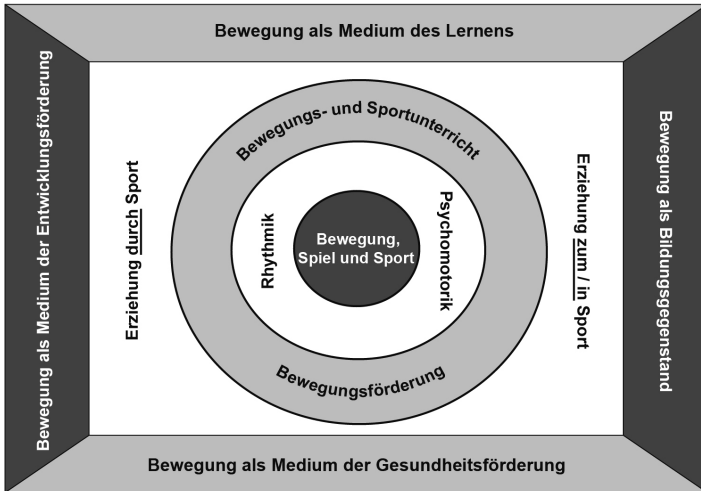 Bewegung als Medium des Lernens
Bewegung als Medium der Entwicklungsförderung
Erziehung durch Sport
Bewegungs- und Sportunterricht
Rhythmik
Bewegung,
Spiel und Sport
Psychomotorik
Bewegungsförderung
Erziehung zum / in Sport
Bewegung als Bildungsgegenstand
Bewegung als Medium der Gesundheitsförderung